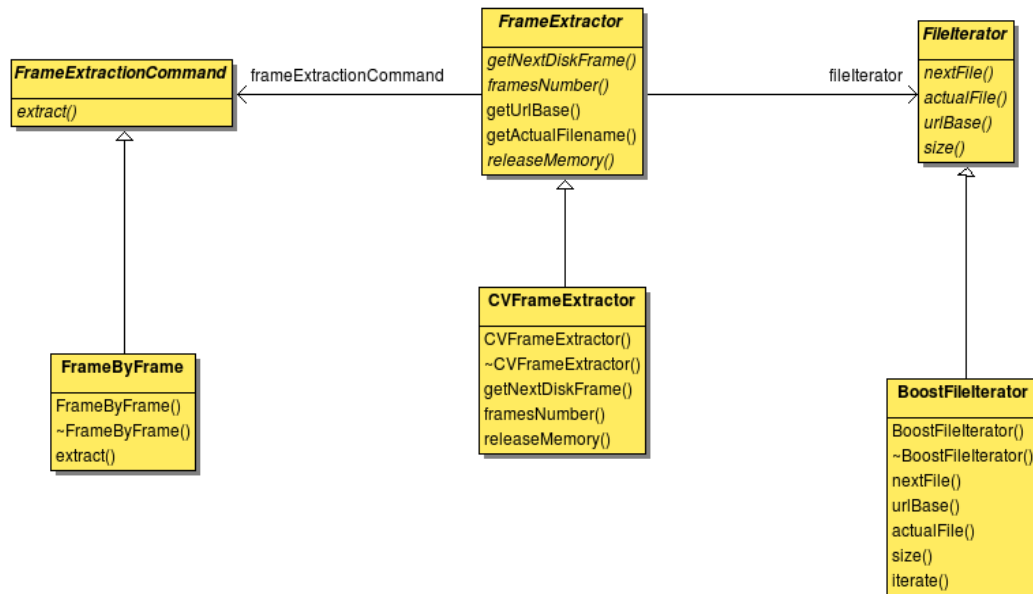 FrameExtractor
getNextDiskFrame()
framesNumber()
getUrlBase()
getActualFilename()
releaseMemory()
FrameExtractionCommand
extract()
frameExtractionCommand
fileIterator
FileIterator
nextFile()
actualFile()
urlBase()
size()
CVFrameExtractor
CVFrameExtractor()
~CVFrameExtractor()
getNextDiskFrame()
framesNumber()
releaseMemory()
FrameByFrame
FrameByFrame()
~FrameByFrame()
extract()
BoostFileIterator
BoostFileIterator()
~BoostFileIterator()
nextFile()
urlBase()
actualFile()
size()
iterate()